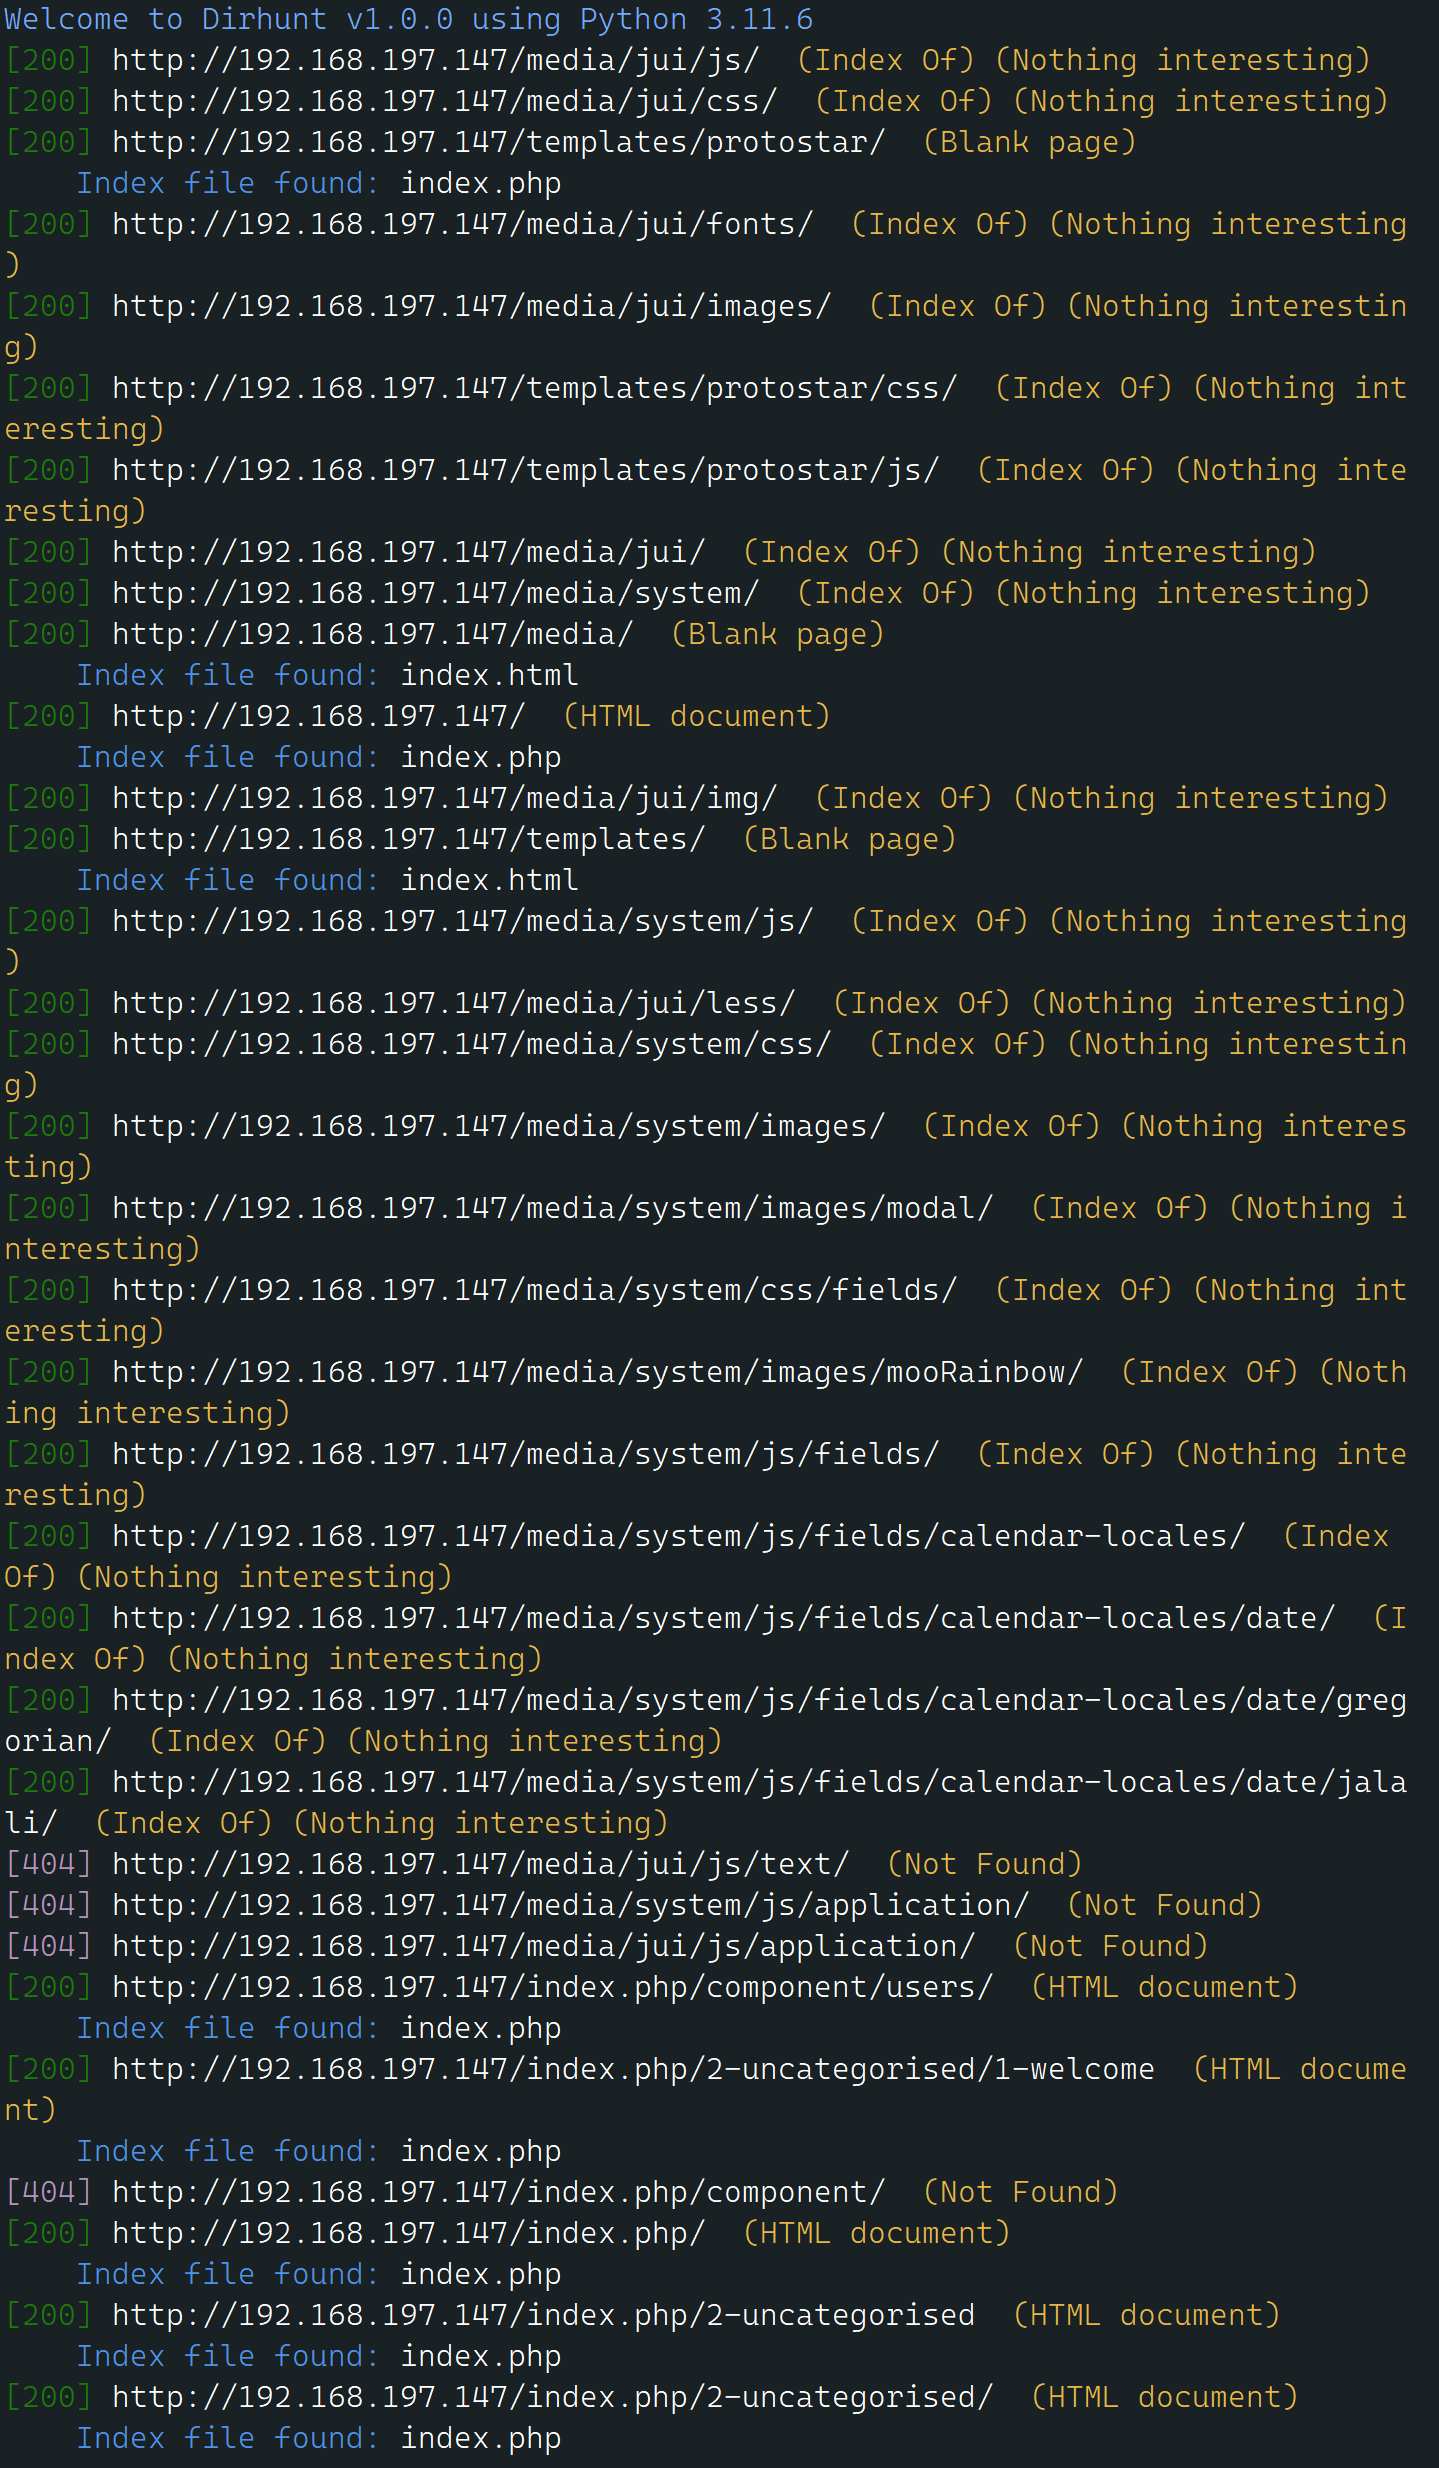 Welcome to Dirhunt v1.0.0 using Python 3.11.6
[200] http://192.168.197.147/media/jui/js/  (Index Of) (Nothing interesting)
[200] http://192.168.197.147/media/jui/css/  (Index Of) (Nothing interesting)
[200] http://192.168.197.147/templates/protostar/  (Blank page)
    Index file found: index.php
[200] http://192.168.197.147/media/jui/fonts/  (Index Of) (Nothing interesting
)
[200] http://192.168.197.147/media/jui/images/  (Index Of) (Nothing interestin
g)
[200] http://192.168.197.147/templates/protostar/css/  (Index Of) (Nothing int
eresting)
[200] http://192.168.197.147/templates/protostar/js/  (Index Of) (Nothing inte
resting)
[200] http://192.168.197.147/media/jui/  (Index Of) (Nothing interesting)
[200] http://192.168.197.147/media/system/  (Index Of) (Nothing interesting)
[200] http://192.168.197.147/media/  (Blank page)
    Index file found: index.html
[200] http://192.168.197.147/  (HTML document)
    Index file found: index.php
[200] http://192.168.197.147/media/jui/img/  (Index Of) (Nothing interesting)
[200] http://192.168.197.147/templates/  (Blank page)
    Index file found: index.html
[200] http://192.168.197.147/media/system/js/  (Index Of) (Nothing interesting
)
[200] http://192.168.197.147/media/jui/less/  (Index Of) (Nothing interesting)
[200] http://192.168.197.147/media/system/css/  (Index Of) (Nothing interestin
g)
[200] http://192.168.197.147/media/system/images/  (Index Of) (Nothing interes
ting)
[200] http://192.168.197.147/media/system/images/modal/  (Index Of) (Nothing i
nteresting)
[200] http://192.168.197.147/media/system/css/fields/  (Index Of) (Nothing int
eresting)
[200] http://192.168.197.147/media/system/images/mooRainbow/  (Index Of) (Noth
ing interesting)
[200] http://192.168.197.147/media/system/js/fields/  (Index Of) (Nothing inte
resting)
[200] http://192.168.197.147/media/system/js/fields/calendar-locales/  (Index
Of) (Nothing interesting)
[200] http://192.168.197.147/media/system/js/fields/calendar-locales/date/  (I
ndex Of) (Nothing interesting)
[200] http://192.168.197.147/media/system/js/fields/calendar-locales/date/greg
orian/  (Index Of) (Nothing interesting)
[200] http://192.168.197.147/media/system/js/fields/calendar-locales/date/jala
li/  (Index Of) (Nothing interesting)
[404] http://192.168.197.147/media/jui/js/text/  (Not Found)
[404] http://192.168.197.147/media/system/js/application/  (Not Found)
[404] http://192.168.197.147/media/jui/js/application/  (Not Found)
[200] http://192.168.197.147/index.php/component/users/  (HTML document)
    Index file found: index.php
[200] http://192.168.197.147/index.php/2-uncategorised/1-welcome  (HTML docume
nt)
    Index file found: index.php
[404] http://192.168.197.147/index.php/component/  (Not Found)
[200] http://192.168.197.147/index.php/  (HTML document)
    Index file found: index.php
[200] http://192.168.197.147/index.php/2-uncategorised  (HTML document)
    Index file found: index.php
[200] http://192.168.197.147/index.php/2-uncategorised/  (HTML document)
    Index file found: index.php